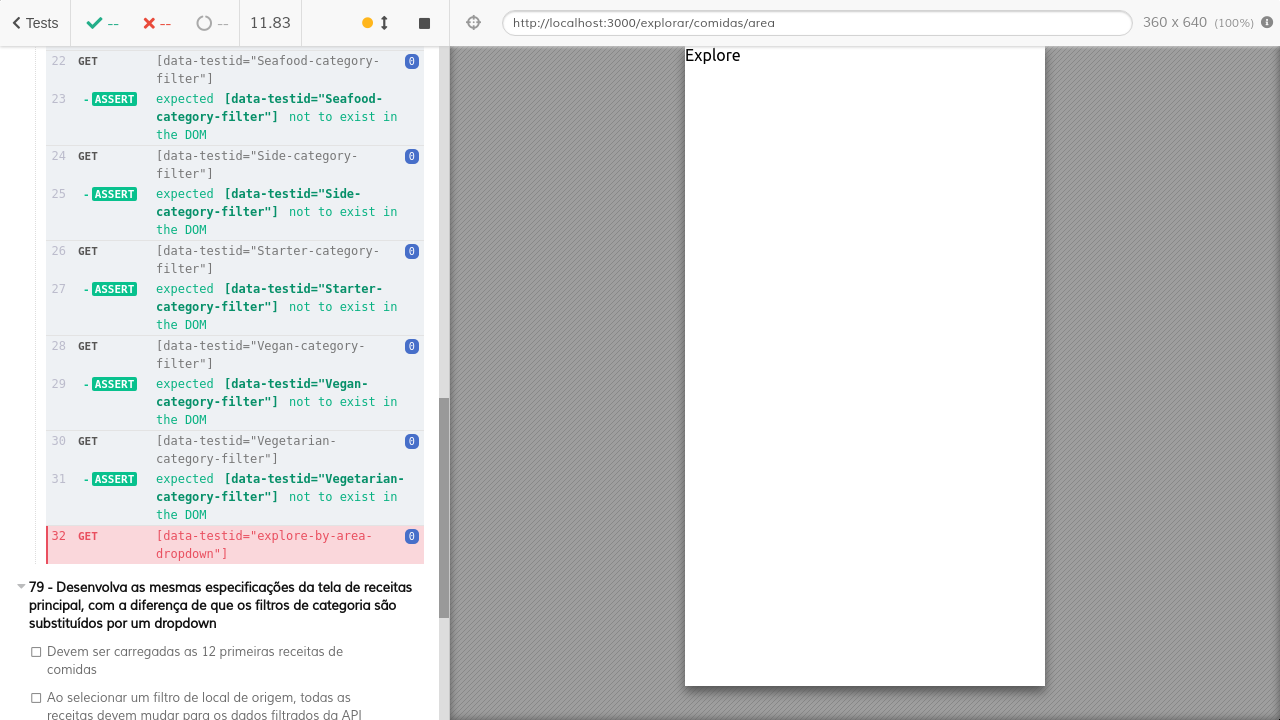 Tests
--
--
--
11.83
http://localhost:3000/explorar/comidas/area
360 x 640 (100%)
22 GET [data-testid="Seafood-category-
filter"] 0
23 -ASSERT expected [data-testid="Seafood-
category-filter"] not to exist in
the DOM
24 GET [data-testid="Side-category-
filter"] 0
25 -ASSERT expected [data-testid="Side-
category-filter"] not to exist in
the DOM
26 GET [data-testid="Starter-category-
filter"] 0
27 -ASSERT expected [data-testid="Starter-
category-filter"] not to exist in
the DOM
28 GET [data-testid="Vegan-category-
filter"] 0
29 -ASSERT expected [data-testid="Vegan-
category-filter"] not to exist in
the DOM
30 GET [data-testid="Vegetarian-
category-filter"] 0
31 -ASSERT expected [data-testid="Vegetarian-
category-filter"] not to exist in
the DOM
32 GET [data-testid="explore-by-area-
dropdown"] 0
79 - Desenvolva as mesmas especificações da tela de receitas
principal, com a diferença de que os filtros de categoria são
substituídos por um dropdown
Devem ser carregadas as 12 primeiras receitas de
comidas
Ao selecionar um filtro de local de origem, todas as
receitas devem mudar para os dados filtrados da API
Explore